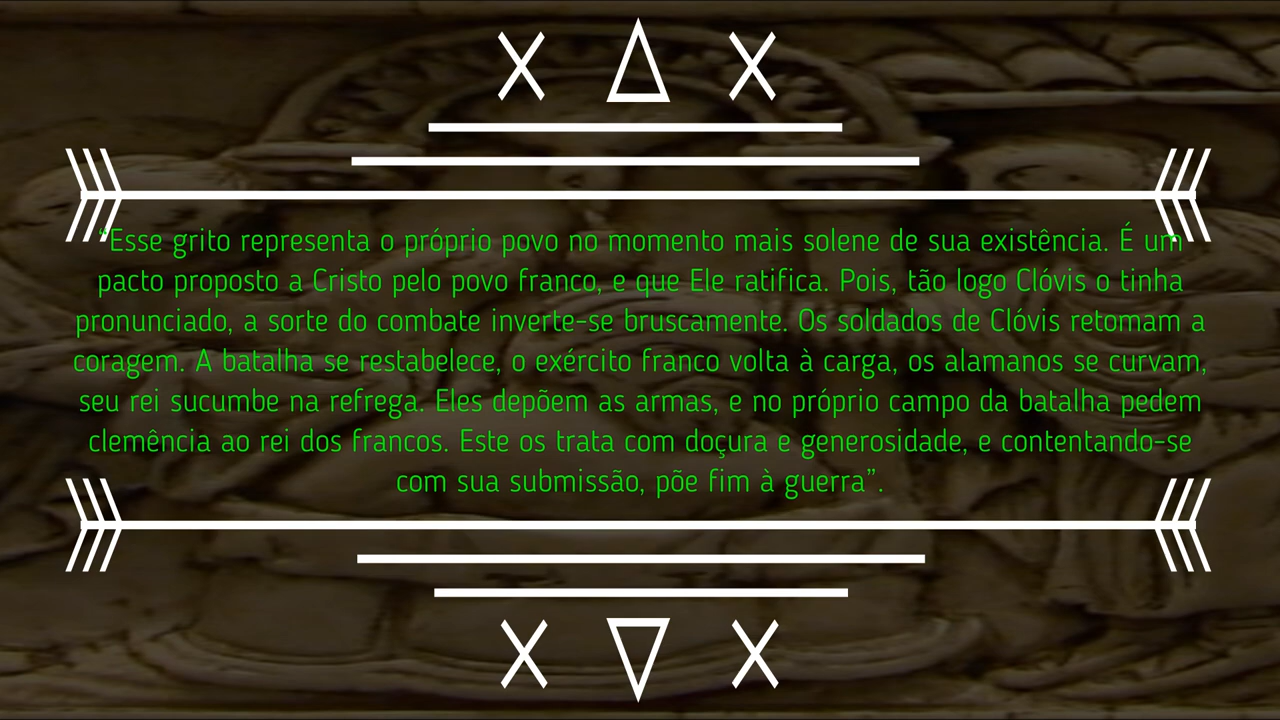 X Δ X
“Esse grito representa o próprio povo no momento mais solene de sua existência. É um
pacto proposto a Cristo pelo povo franco, e que Ele ratifica. Pois, tão logo Clóvis o tinha
pronunciado, a sorte do combate inverte-se bruscamente. Os soldados de Clóvis retomam a
coragem. A batalha se restabelece, o exército franco volta à carga, os alamanos se curvam,
seu rei sucumbe na refrega. Eles depõem as armas, e no próprio campo da batalha pedem
clemência ao rei dos francos. Este os trata com doçura e generosidade, e contentando-se
com sua submissão, põe fim à guerra”.
X ∇ X